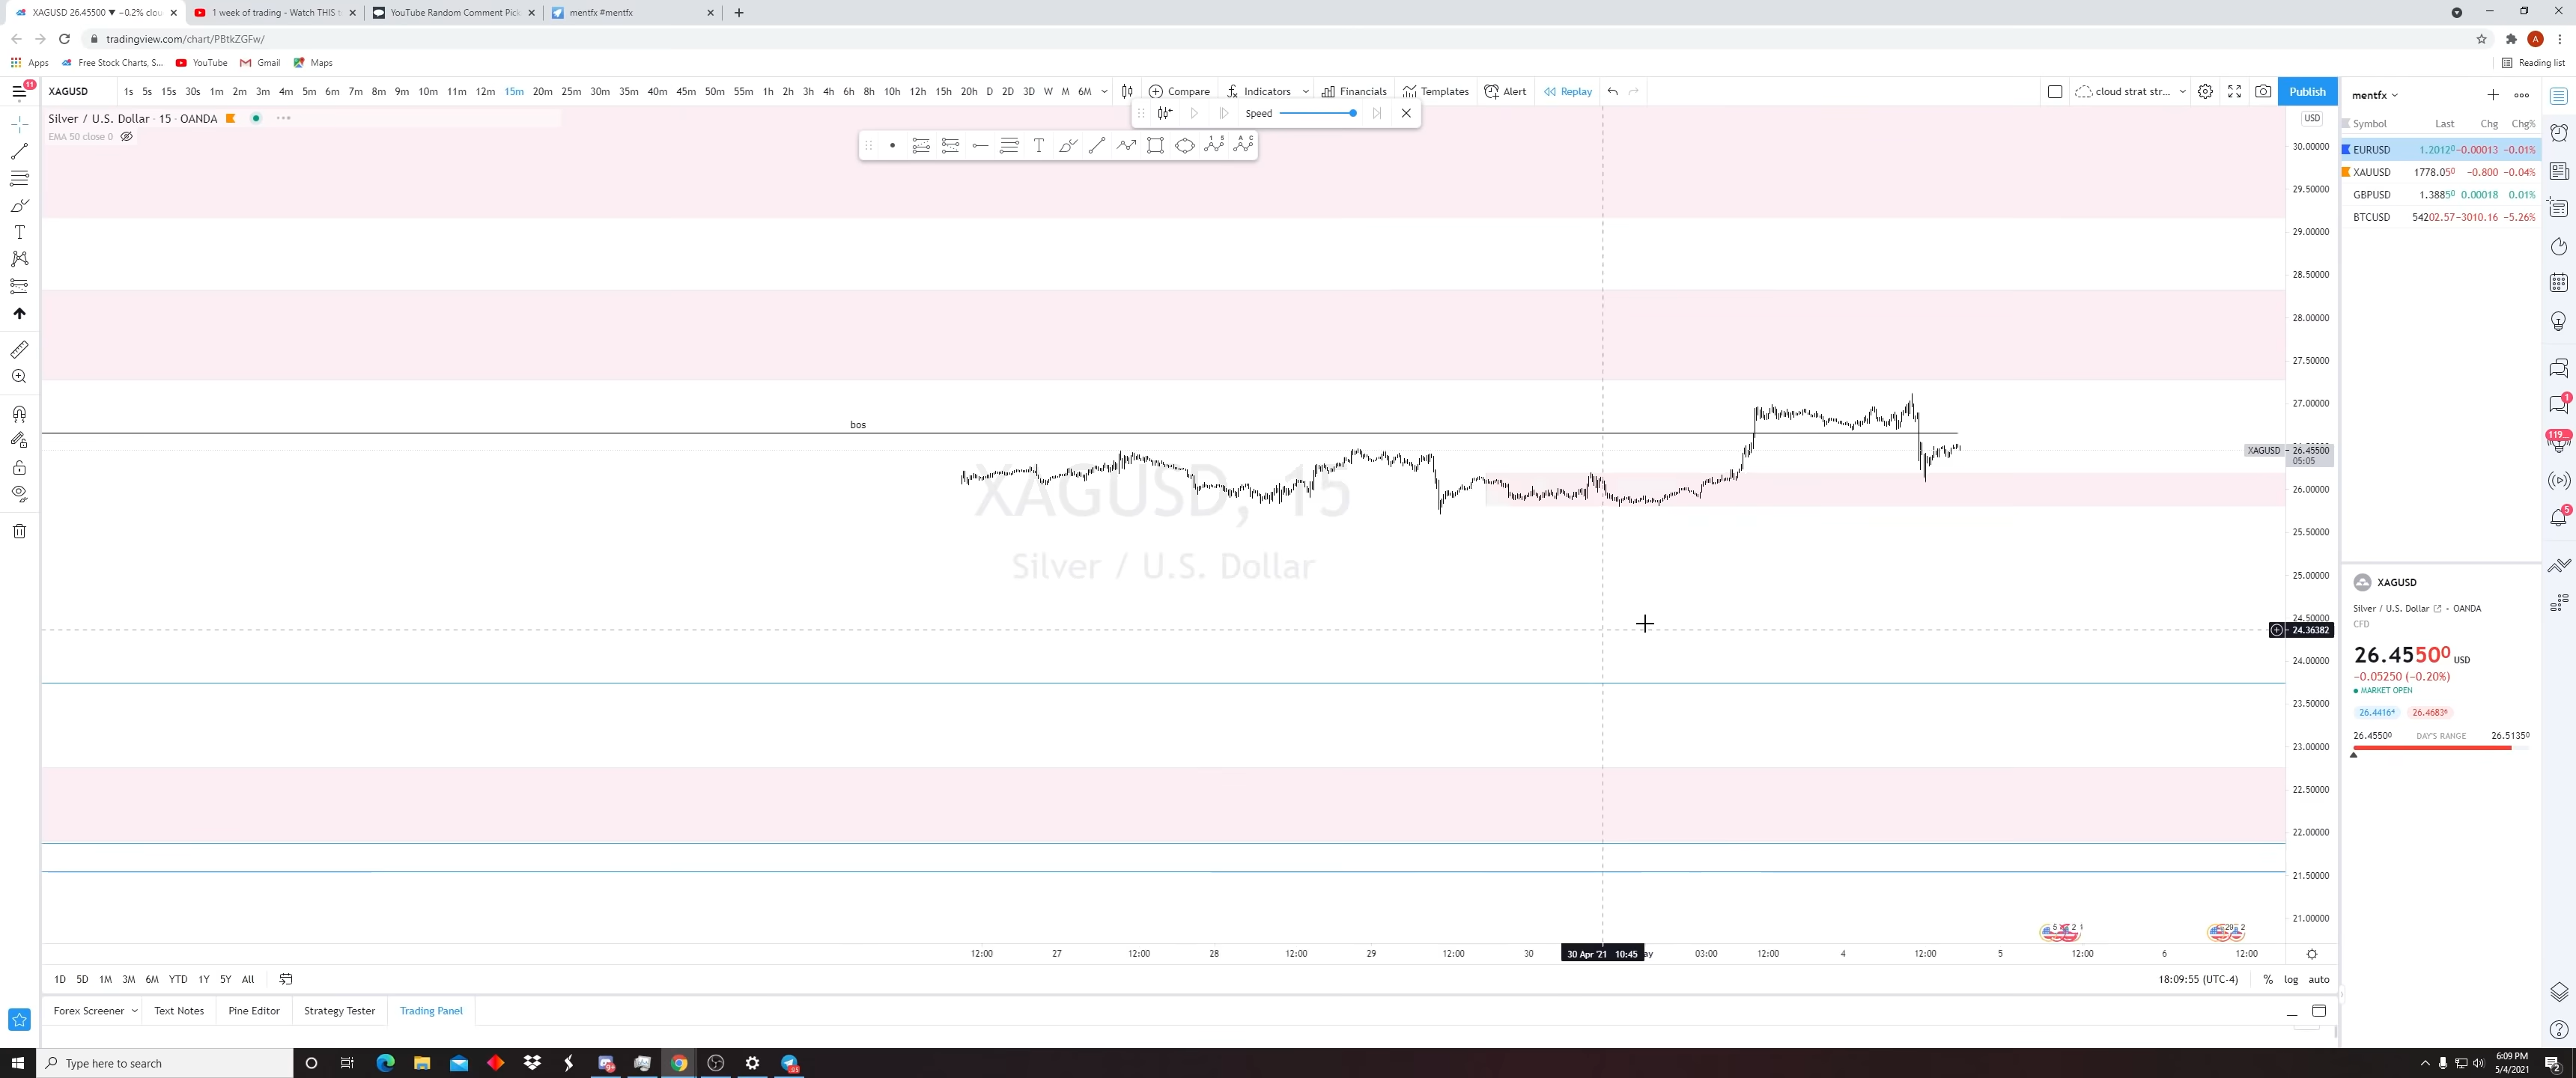 XAGUSD 26.45500 ▼ −0.2% clou
1 week of trading - Watch THIS t
YouTube Random Comment Pick
mentfx #mentfx
tradingview.com/chart/PBtkZGFw/
Apps
Free Stock Charts, S...
YouTube
Gmail
Maps
Reading list
11
XAGUSD
1s 5s 15s 30s 1m 2m 3m 4m 5m 6m 7m 8m 9m 10m 11m 12m 15m 20m 25m 30m 35m 40m 45m 50m 55m 1h 2h 3h 4h 6h 8h 10h 12h 15h 20h D 2D 3D W M 6M
Compare
Indicators
Financials
Templates
Alert
Replay
cloud strat str...
Publish
Speed
Silver / U.S. Dollar · 15 · OANDA
EMA 50 close 0
bos
XAGUSD, 15
Silver / U.S. Dollar
USD
30.00000
29.50000
29.00000
28.50000
28.00000
27.50000
27.00000
XAGUSD
26.45500
05:05
26.00000
25.50000
25.00000
24.50000
24.36382
24.00000
23.50000
23.00000
22.50000
22.00000
21.50000
21.00000
12:00 27 12:00 28 12:00 29 12:00 30 30 Apr '21 10:45 ay 03:00 12:00 4 12:00 5 12:00 6 12:00
1D 5D 1M 3M 6M YTD 1Y 5Y All
18:09:55 (UTC-4) % log auto
Forex Screener
Text Notes
Pine Editor
Strategy Tester
Trading Panel
mentfx
Symbol Last Chg Chg%
EURUSD 1.20120 −0.00013 −0.01%
XAUUSD 1778.050 −0.800 −0.04%
GBPUSD 1.38850 0.00018 0.01%
BTCUSD 54202.57 −3010.16 −5.26%
XAGUSD
Silver / U.S. Dollar • OANDA
CFD
26.45500 USD
−0.05250 (−0.20%)
MARKET OPEN
26.44164 26.46836
26.45500 DAY'S RANGE 26.51350
1
119...
5
Type here to search
6:09 PM
5/4/2021
2